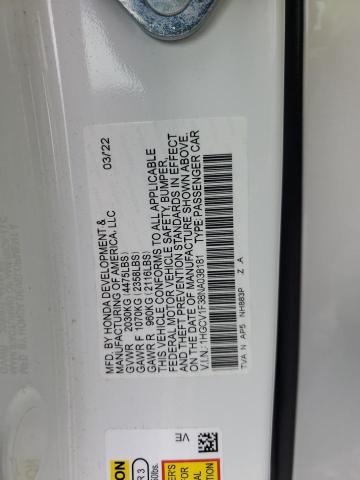 MFD. BY HONDA DEVELOPMENT &
MANUFACTURING OF AMERICA, LLC 03/22
GVWR 2030KG (4475LBS)
GAWR F 1070KG (2358LBS)
GAWR R 960KG (2116LBS)
THIS VEHICLE CONFORMS TO ALL APPLICABLE
FEDERAL MOTOR VEHICLE SAFETY, BUMPER,
AND THEFT PREVENTION STANDARDS IN EFFECT
ON THE DATE OF MANUFACTURE SHOWN ABOVE.
V.I.N.: 1HGCV1F38NA038181 TYPE:PASSENGER CAR
TVA N AP5 NH883P Z A
VE